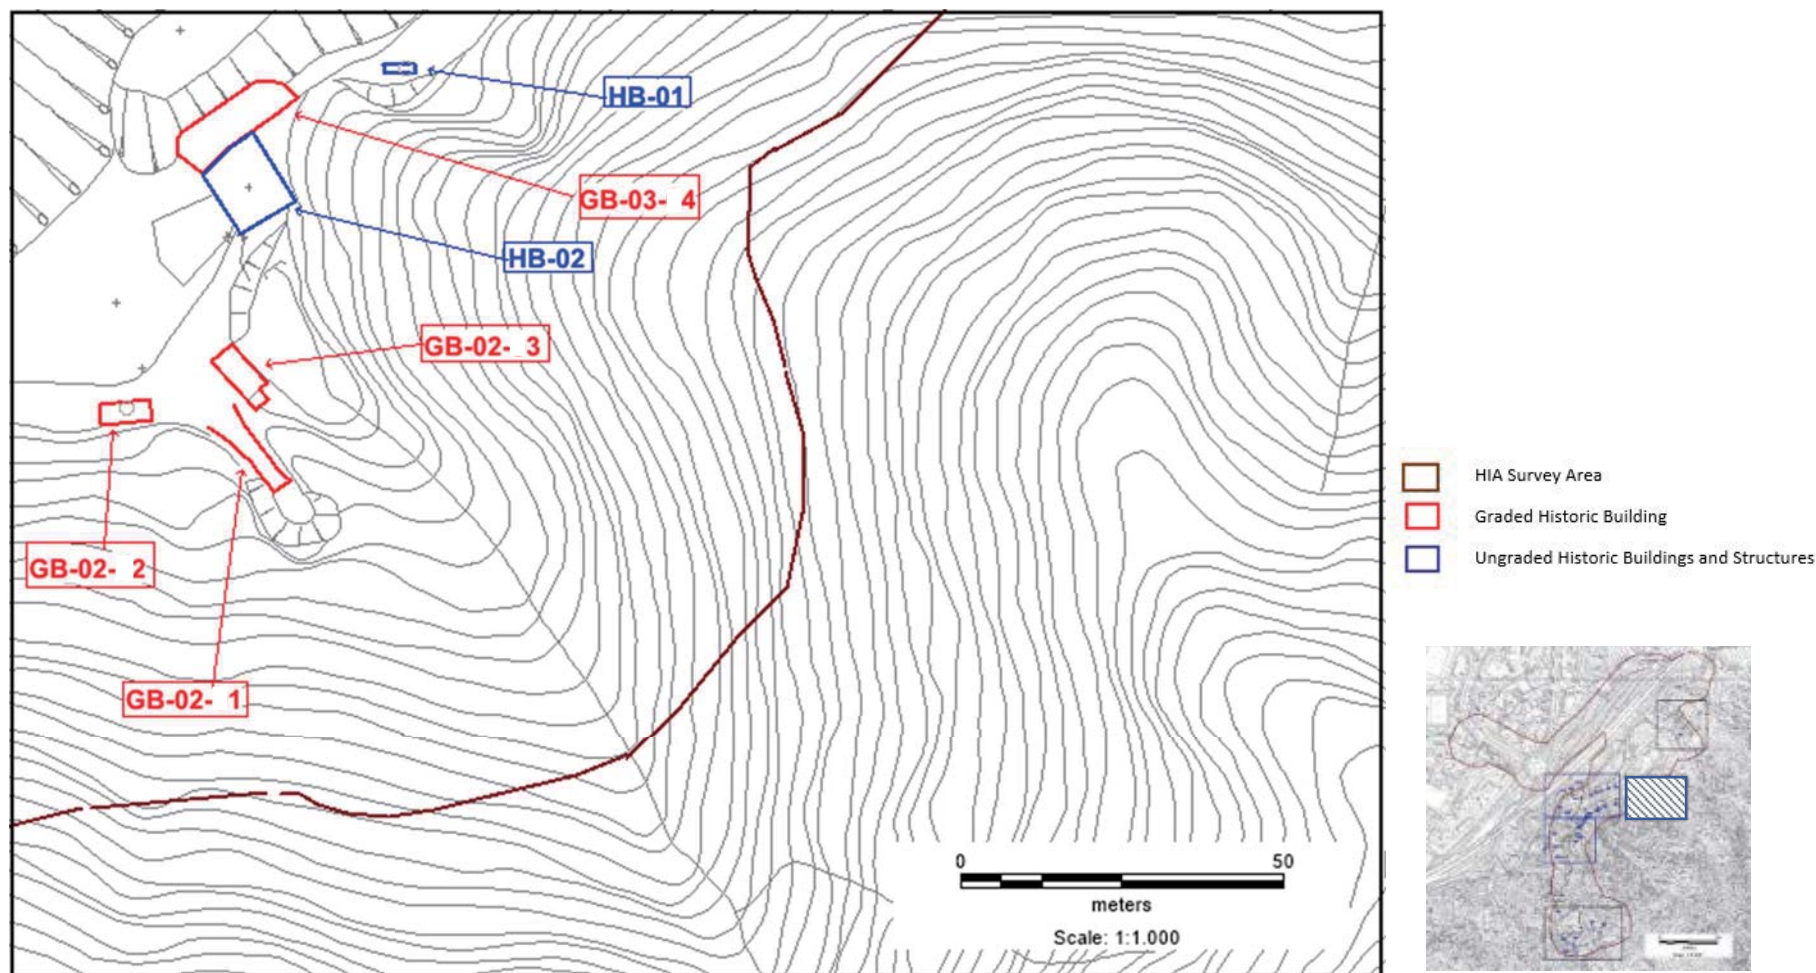 HB-01
GB-03- 4
HB-02
GB-02- 3
GB-02- 2
GB-02- 1
0 50
meters
Scale: 1:1.000
HIA Survey Area
Graded Historic Building
Ungraded Historic Buildings and Structures